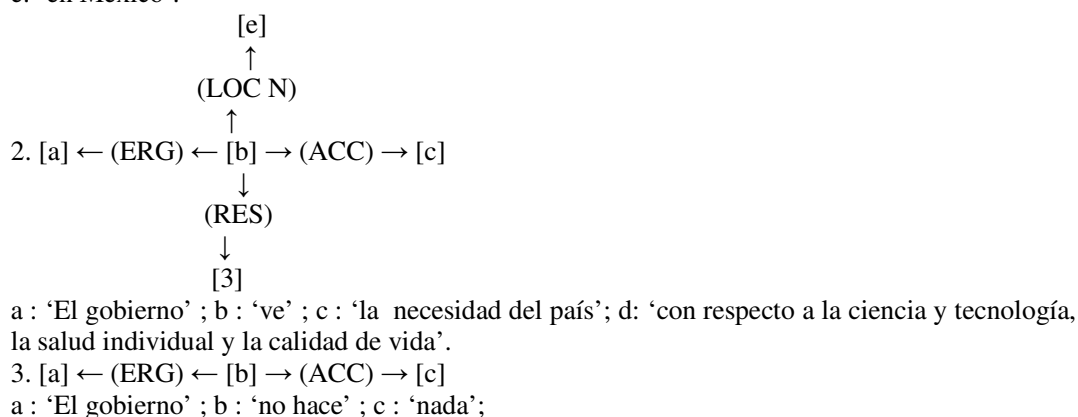 e. 'en México'.
[e]
↑
(LOC N)
↑
2. [a] ← (ERG) ← [b] → (ACC) → [c]
↓
(RES)
↓
[3]
a : ‘El gobierno’ ; b : ‘ve’ ; c : ‘la necesidad del país’; d: ‘con respecto a la ciencia y tecnología,
la salud individual y la calidad de vida’.
3. [a] ← (ERG) ← [b] → (ACC) → [c]
a : ‘El gobierno’ ; b : ‘no hace’ ; c : ‘nada’;